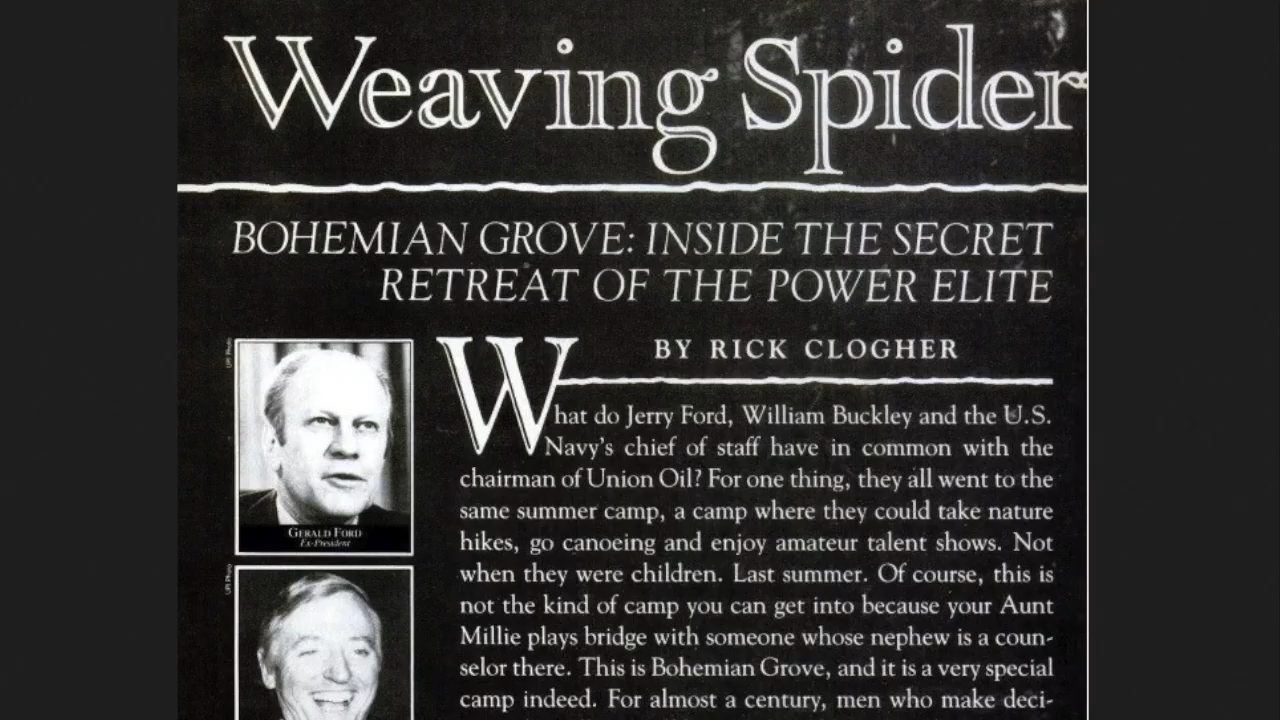 Weaving Spider
BOHEMIAN GROVE: INSIDE THE SECRET
RETREAT OF THE POWER ELITE
BY RICK CLOGHER
What do Jerry Ford, William Buckley and the U.S.
Navy's chief of staff have in common with the
chairman of Union Oil? For one thing, they all went to the
same summer camp, a camp where they could take nature
hikes, go canoeing and enjoy amateur talent shows. Not
when they were children. Last summer. Of course, this is
not the kind of camp you can get into because your Aunt
Millie plays bridge with someone whose nephew is a coun-
selor there. This is Bohemian Grove, and it is a very special
camp indeed. For almost a century, men who make deci-
UPI Photo
GERALD FORD
Ex-President
UPI Photo